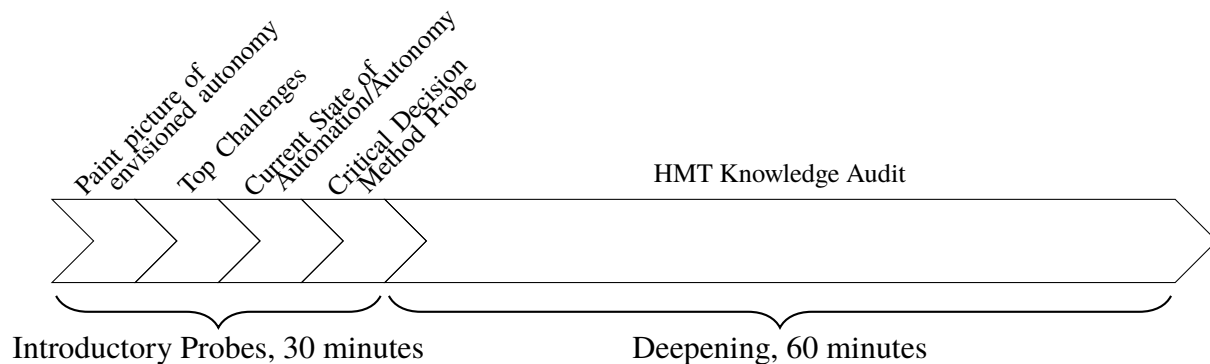 Paint picture of
envisioned autonomy
Top Challenges
Current State of
Automation/Autonomy
Critical Decision
Method Probe
HMT Knowledge Audit
Introductory Probes, 30 minutes
Deepening, 60 minutes